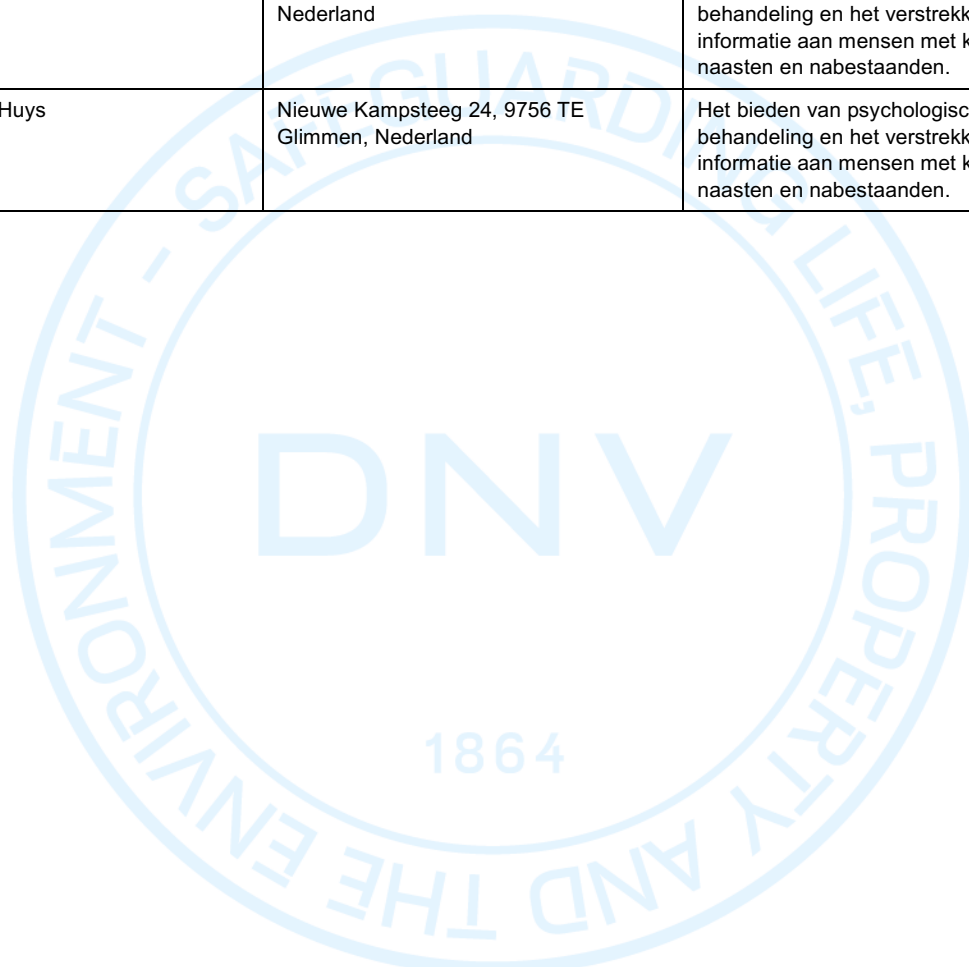 Nederland
behandeling en het verstrekk
informatie aan mensen met k
naasten en nabestaanden.
Huys
Nieuwe Kampsteeg 24, 9756 TE
Glimmen, Nederland
Het bieden van psychologisc
behandeling en het verstrekk
informatie aan mensen met k
naasten en nabestaanden.
SAFEGUARDING LIFE, PROPERTY AND THE ENVIRONMENT -
DNV
1864